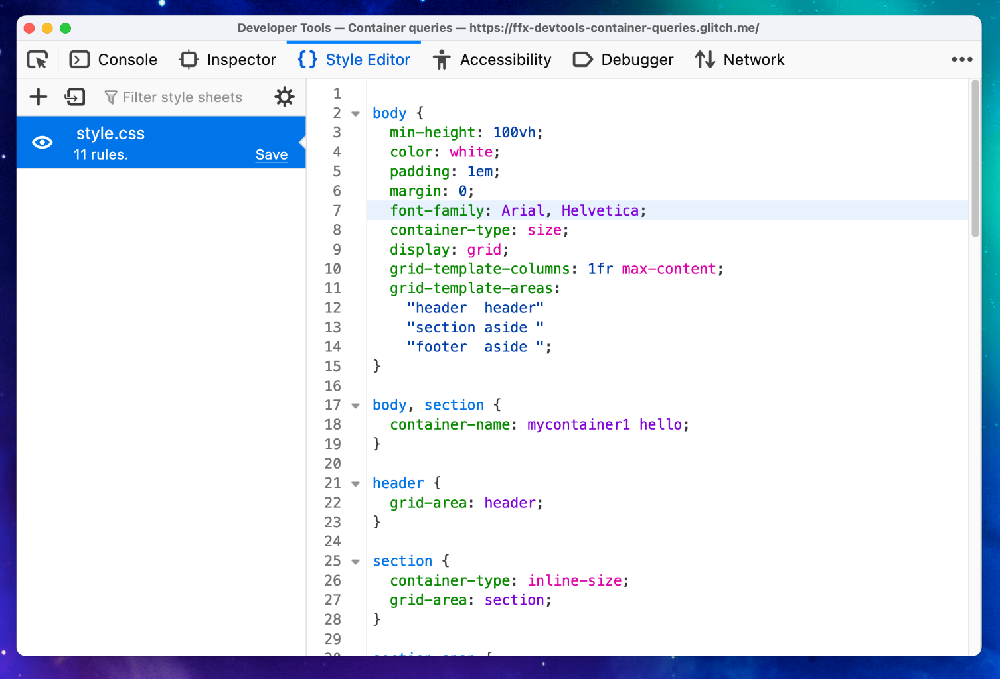 Developer Tools — Container queries — https://ffx-devtools-container-queries.glitch.me/
Console Inspector Style Editor Accessibility Debugger Network
Filter style sheets
style.css
11 rules. Save
1
2 body {
3   min-height: 100vh;
4   color: white;
5   padding: 1em;
6   margin: 0;
7   font-family: Arial, Helvetica;
8   container-type: size;
9   display: grid;
10   grid-template-columns: 1fr max-content;
11   grid-template-areas:
12     "header  header"
13     "section aside "
14     "footer  aside ";
15 }
16
17 body, section {
18   container-name: mycontainer1 hello;
19 }
20
21 header {
22   grid-area: header;
23 }
24
25 section {
26   container-type: inline-size;
27   grid-area: section;
28 }
29